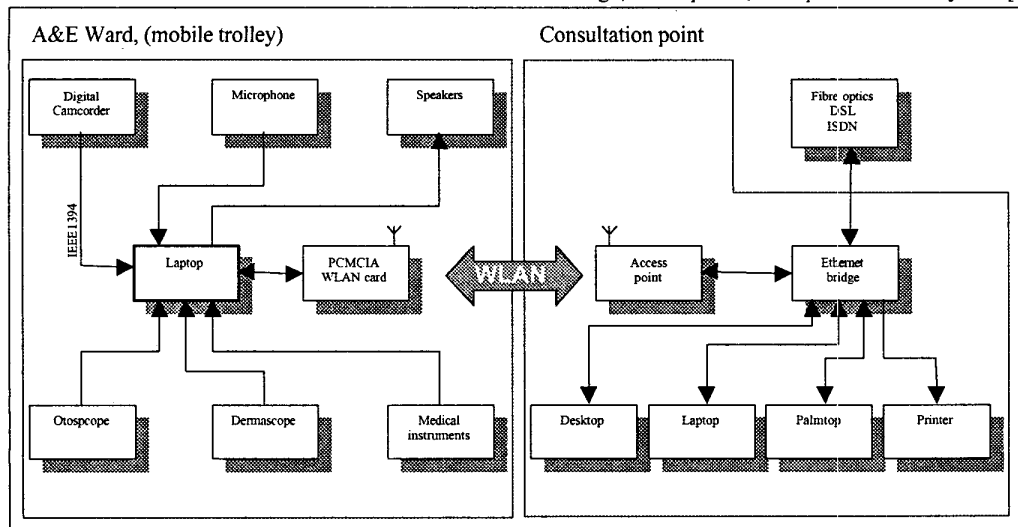 A&E Ward, (mobile trolley)
Consultation point
Digital
Camcorder
Microphone
Speakers
Fibre optics
DSL
ISDN
IEEE1394
Laptop
PCMCIA
WLAN card
WLAN
Access
point
Ethernet
bridge
Otospcope
Dermascope
Medical
instruments
Desktop
Laptop
Palmtop
Printer